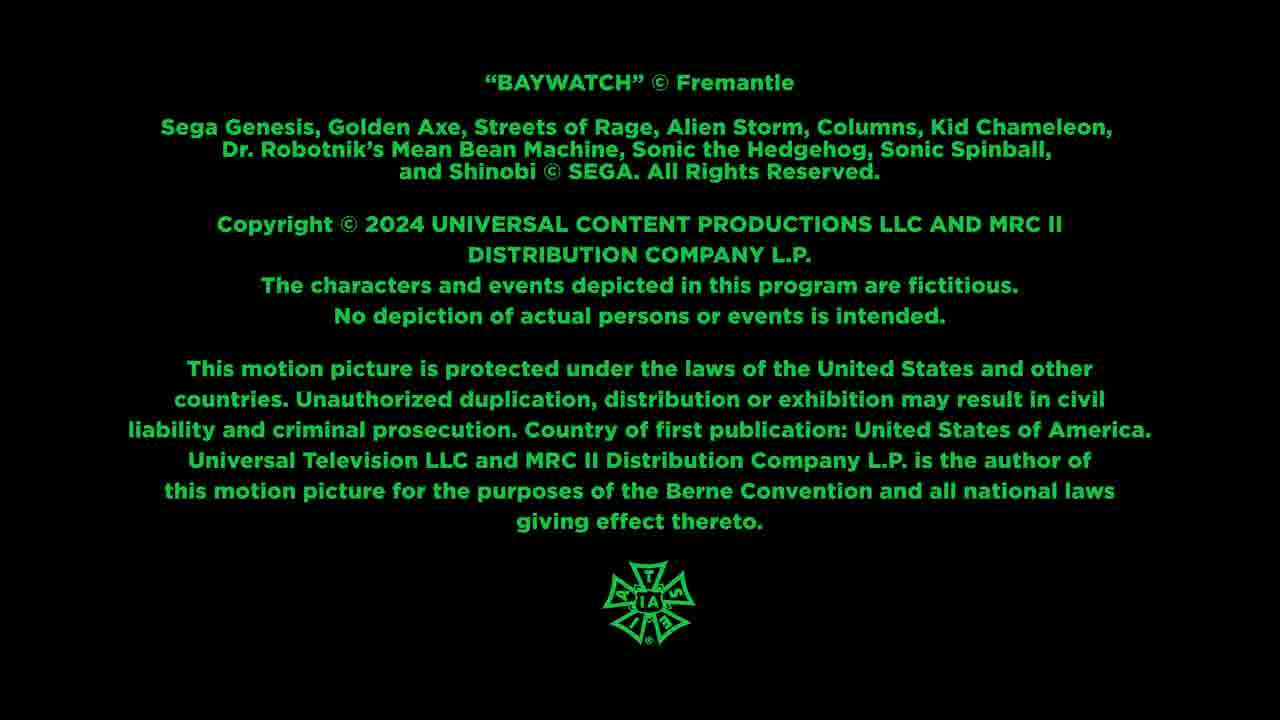 “BAYWATCH” © Fremantle
Sega Genesis, Golden Axe, Streets of Rage, Alien Storm, Columns, Kid Chameleon,
Dr. Robotnik’s Mean Bean Machine, Sonic the Hedgehog, Sonic Spinball,
and Shinobi © SEGA. All Rights Reserved.
Copyright © 2024 UNIVERSAL CONTENT PRODUCTIONS LLC AND MRC II
DISTRIBUTION COMPANY L.P.
The characters and events depicted in this program are fictitious.
No depiction of actual persons or events is intended.
This motion picture is protected under the laws of the United States and other
countries. Unauthorized duplication, distribution or exhibition may result in civil
liability and criminal prosecution. Country of first publication: United States of America.
Universal Television LLC and MRC II Distribution Company L.P. is the author of
this motion picture for the purposes of the Berne Convention and all national laws
giving effect thereto.
IATSE
IA
®